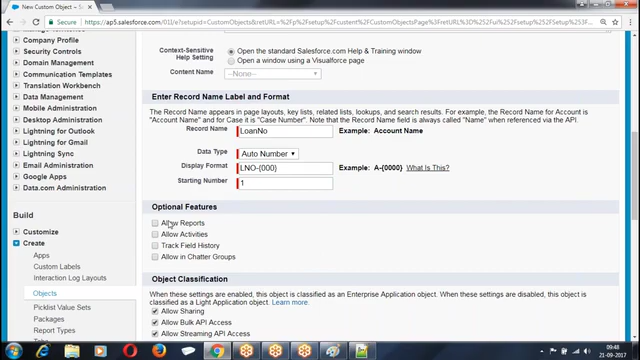 New Custom Object ~ Sales
https://ap5.salesforce.com/01I/e?setupid=CustomObjects&retURL=
Company Profile
Security Controls
Domain Management
Communication Templates
Translation Workbench
Data Management
Mobile Administration
Desktop Administration
Lightning for Outlook
Lightning for Gmail
Lightning Sync
Email Administration
Google Apps
Data.com Administration
Build
Customize
Create
Apps
Custom Labels
Interaction Log Layouts
Objects
Picklist Value Sets
Packages
Report Types
Context-Sensitive
Help Setting
Open the standard Salesforce.com Help & Training window
Open a window using a Visualforce page
Content Name
--None--
Enter Record Name Label and Format
The Record Name appears in page layouts, key lists, related lists, lookups, and search results. For example, the Record Name for Account is
"Account Name" and for Case it is "Case Number". Note that the Record Name field is always called "Name" when referenced via the API.
Record Name LoanNo Example: Account Name
Data Type Auto Number
Display Format LNO-{000} Example: A-{0000} What Is This?
Starting Number 1
Optional Features
Allow Reports
Allow Activities
Track Field History
Allow in Chatter Groups
Object Classification
When these settings are enabled, this object is classified as an Enterprise Application object. When these settings are disabled, this object is
classified as a Light Application object. Learn more.
Allow Sharing
Allow Bulk API Access
Allow Streaming API Access
09:48
21-09-2017